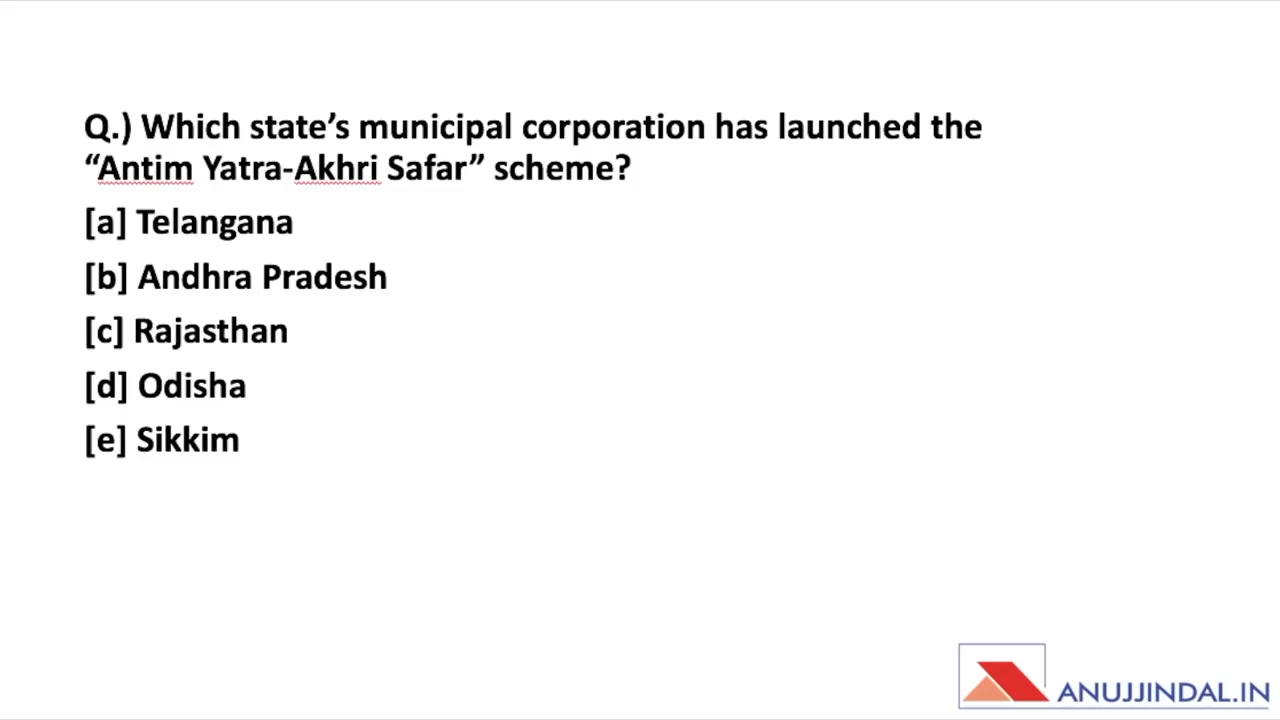 Q.) Which state’s municipal corporation has launched the
“Antim Yatra-Akhri Safar” scheme?
[a] Telangana
[b] Andhra Pradesh
[c] Rajasthan
[d] Odisha
[e] Sikkim
ANUJJINDAL.IN